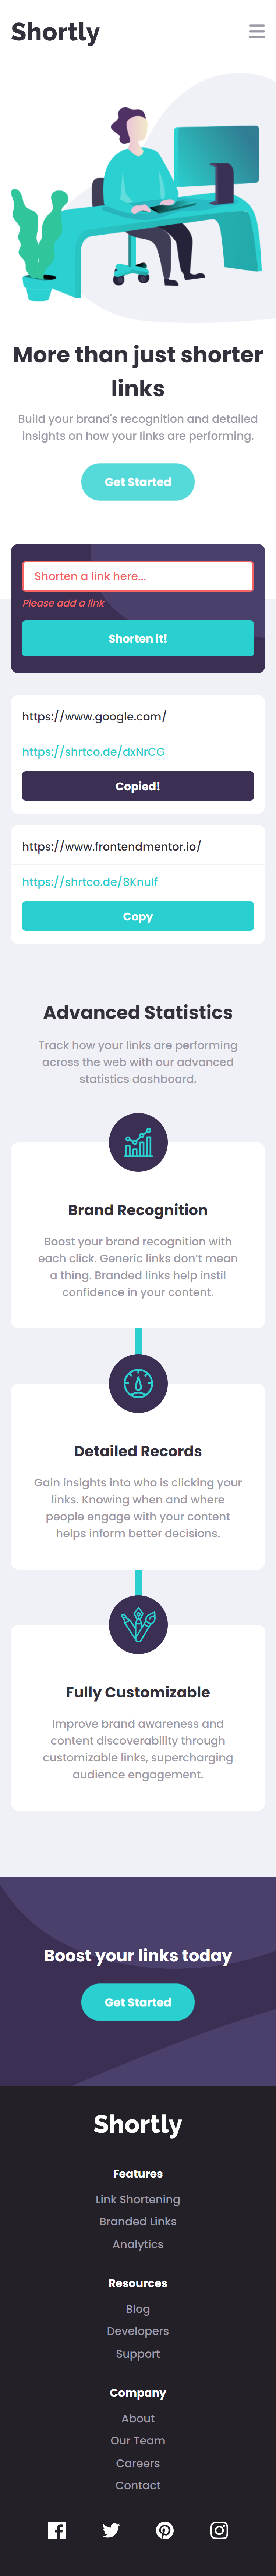 Shortly
More than just shorter
links
Build your brand's recognition and detailed
insights on how your links are performing.
Get Started
Shorten a link here...
Please add a link
Shorten it!
https://www.google.com/
https://shrtco.de/dxNrCG
Copied!
https://www.frontendmentor.io/
https://shrtco.de/8KnuIf
Copy
Advanced Statistics
Track how your links are performing
across the web with our advanced
statistics dashboard.
Brand Recognition
Boost your brand recognition with
each click. Generic links don't mean
a thing. Branded links help instil
confidence in your content.
Detailed Records
Gain insights into who is clicking your
links. Knowing when and where
people engage with your content
helps inform better decisions.
Fully Customizable
Improve brand awareness and
content discoverability through
customizable links, supercharging
audience engagement.
Boost your links today
Get Started
Shortly
Features
Link Shortening
Branded Links
Analytics
Resources
Blog
Developers
Support
Company
About
Our Team
Careers
Contact